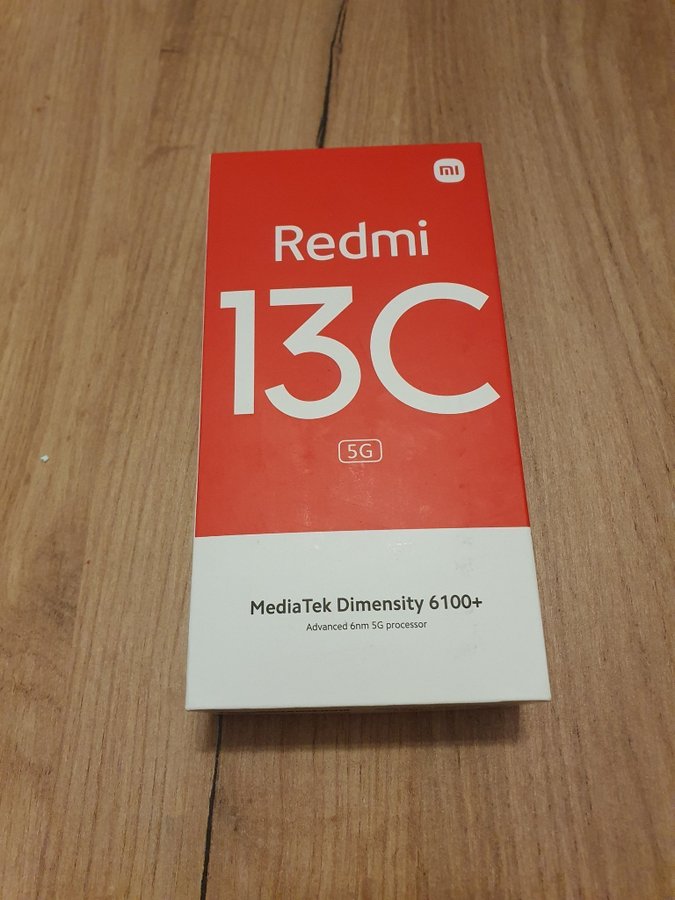 mi
Redmi
13C
5G
MediaTek Dimensity 6100+
Advanced 6nm 5G processor